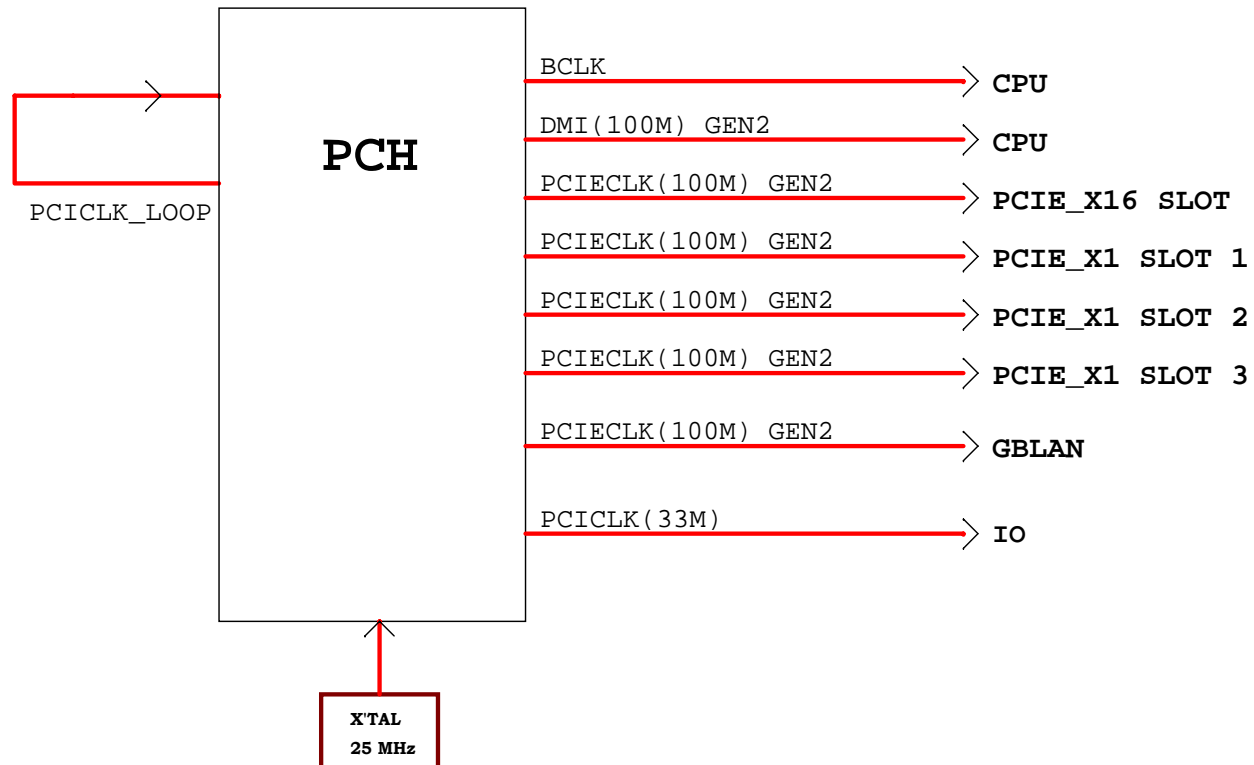 BCLK
CPU
DMI(100M) GEN2
CPU
PCH
PCIECLK(100M) GEN2
PCIE_X16 SLOT
PCICLK_LOOP
PCIECLK(100M) GEN2
PCIE_X1 SLOT 1
PCIECLK(100M) GEN2
PCIE_X1 SLOT 2
PCIECLK(100M) GEN2
PCIE_X1 SLOT 3
PCIECLK(100M) GEN2
GBLAN
PCICLK(33M)
IO
X'TAL
25 MHz